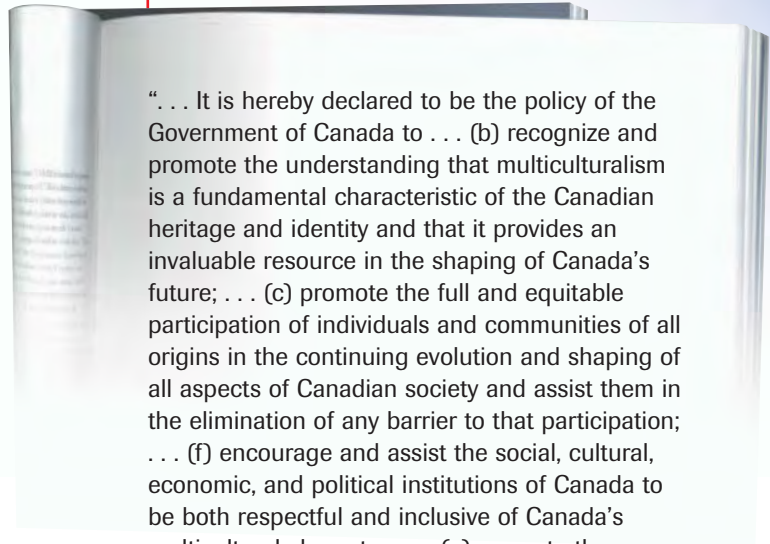 “. . . It is hereby declared to be the policy of the
Government of Canada to . . . (b) recognize and
promote the understanding that multiculturalism
is a fundamental characteristic of the Canadian
heritage and identity and that it provides an
invaluable resource in the shaping of Canada’s
future; . . . (c) promote the full and equitable
participation of individuals and communities of all
origins in the continuing evolution and shaping of
all aspects of Canadian society and assist them in
the elimination of any barrier to that participation;
. . . (f) encourage and assist the social, cultural,
economic, and political institutions of Canada to
be both respectful and inclusive of Canada’s